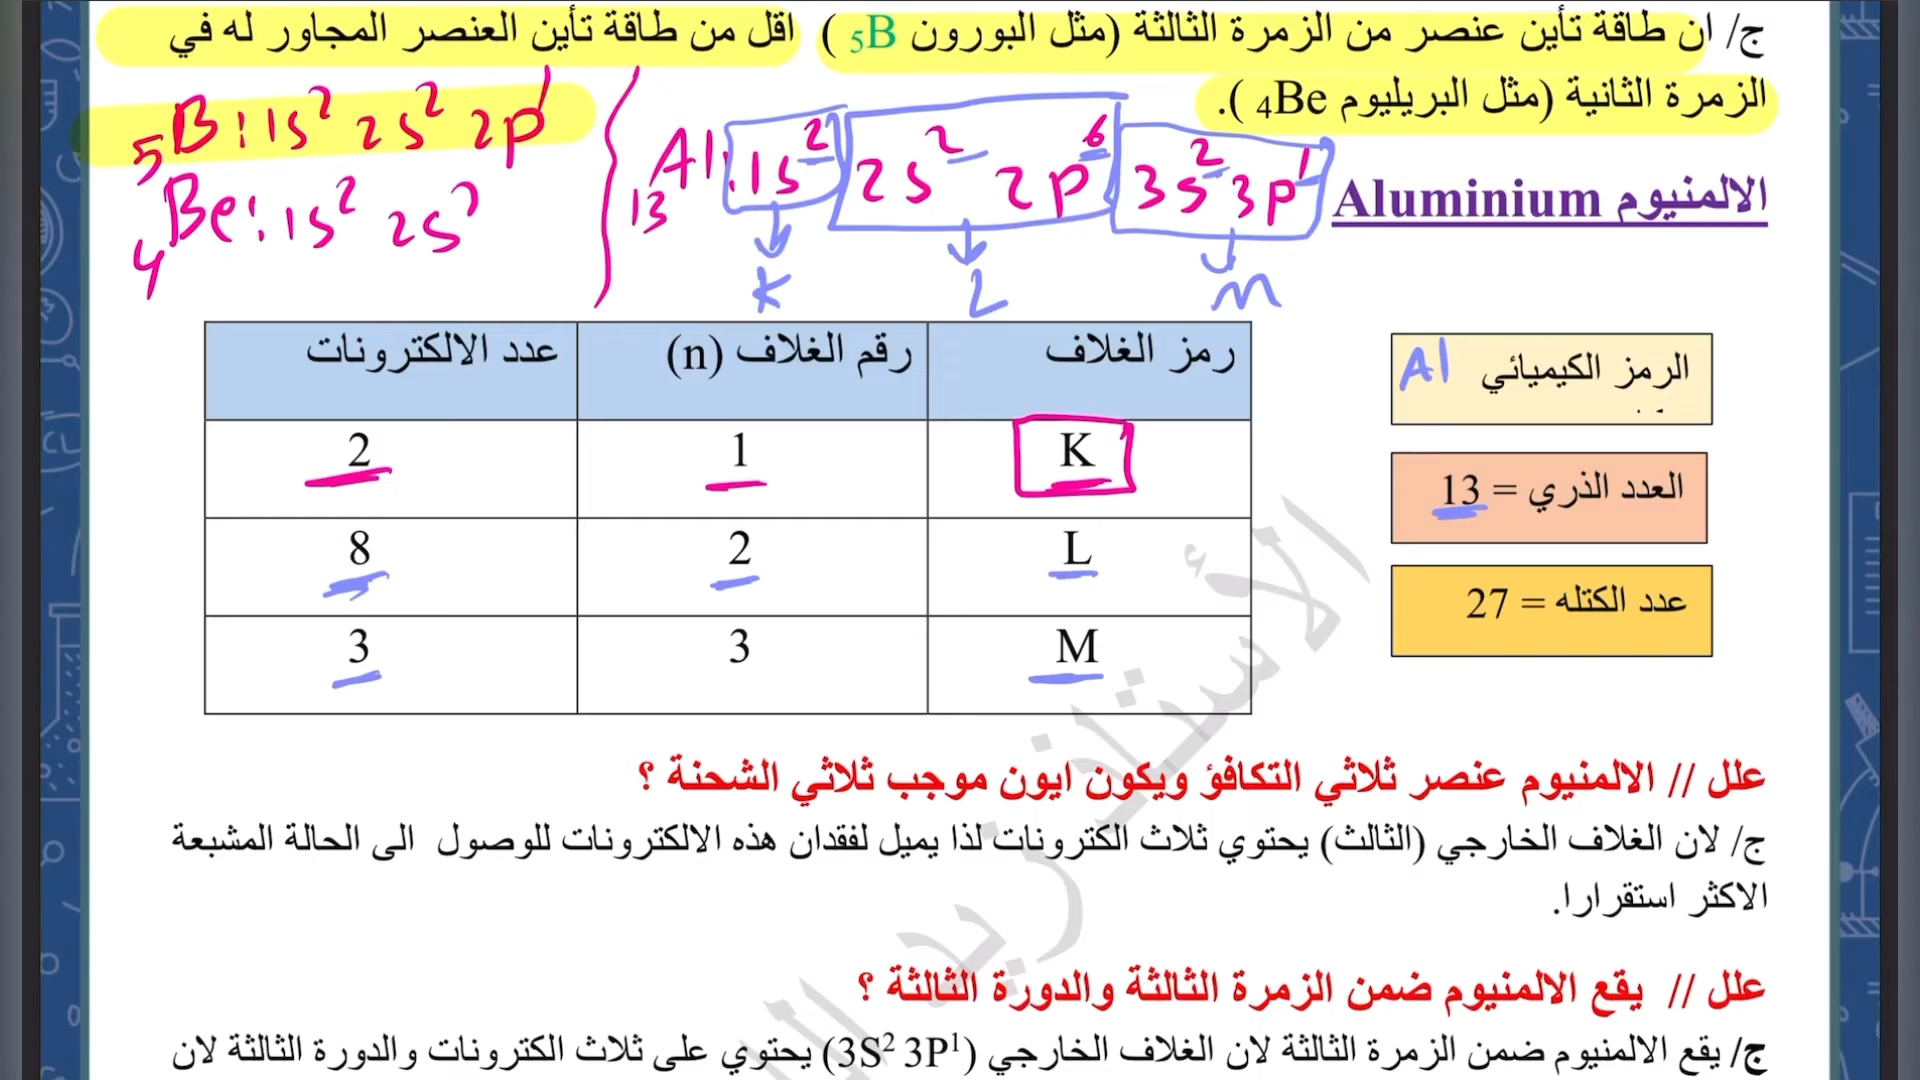 ج/ ان طاقة تأين عنصر من الزمرة الثالثة (مثل البورون ₅B ) اقل من طاقة تأين العنصر المجاور له في
الزمرة الثانية (مثل البريليوم ₄Be ).
₅B: 1s² 2s² 2p¹
₄Be: 1s² 2s²
₁₃Al: 1s² 2s² 2p⁶ 3s² 3p¹
K L M
الالمنيوم Aluminium
رمز الغلاف رقم الغلاف (n) عدد الالكترونات
K 1 2
L 2 8
M 3 3
الرمز الكيميائي Al
العدد الذري = 13
عدد الكتله = 27
علل // الالمنيوم عنصر ثلاثي التكافؤ ويكون ايون موجب ثلاثي الشحنة ؟
ج/ لان الغلاف الخارجي (الثالث) يحتوي ثلاث الكترونات لذا يميل لفقدان هذه الالكترونات للوصول الى الحالة المشبعة
الاكثر استقرارا.
علل // يقع الالمنيوم ضمن الزمرة الثالثة والدورة الثالثة ؟
ج/ يقع الالمنيوم ضمن الزمرة الثالثة لان الغلاف الخارجي (3S² 3P¹) يحتوي على ثلاث الكترونات والدورة الثالثة لان
الأستاذ زيد